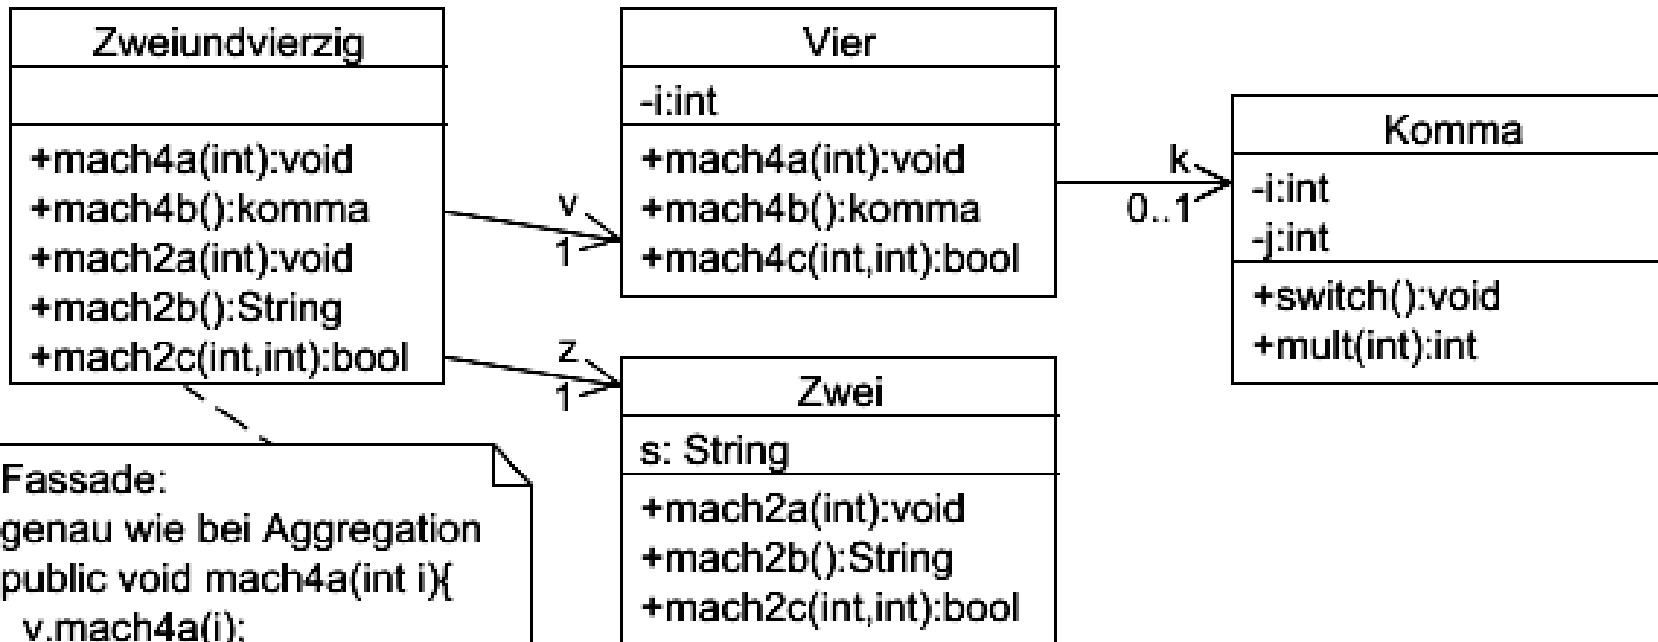 Zweiundvierzig
+mach4a(int):void
+mach4b():komma
+mach2a(int):void
+mach2b():String
+mach2c(int,int):bool
v
1
z
1
Vier
-i:int
+mach4a(int):void
+mach4b():komma
+mach4c(int,int):bool
k
0..1
Komma
-i:int
-j:int
+switch():void
+mult(int):int
Zwei
s: String
+mach2a(int):void
+mach2b():String
+mach2c(int,int):bool
Fassade:
genau wie bei Aggregation
public void mach4a(int i){
v.mach4a(i);